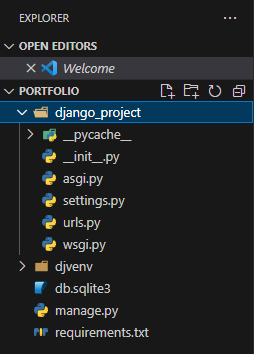 EXPLORER
OPEN EDITORS
Welcome
PORTFOLIO
django_project
__pycache__
__init__.py
asgi.py
settings.py
urls.py
wsgi.py
djvenv
db.sqlite3
manage.py
requirements.txt